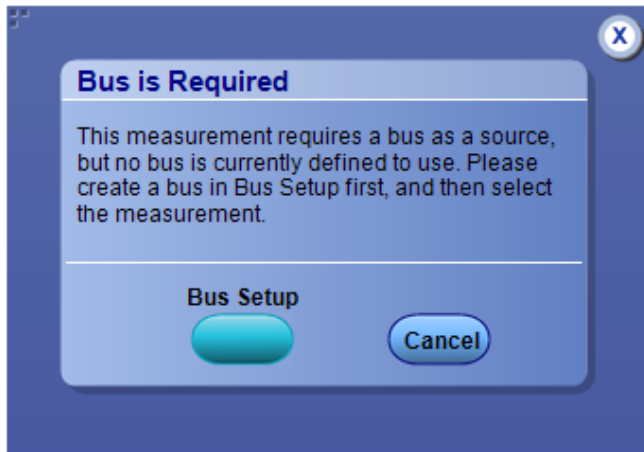 X
Bus is Required
This measurement requires a bus as a source,
but no bus is currently defined to use. Please
create a bus in Bus Setup first, and then select
the measurement.
Bus Setup
Cancel